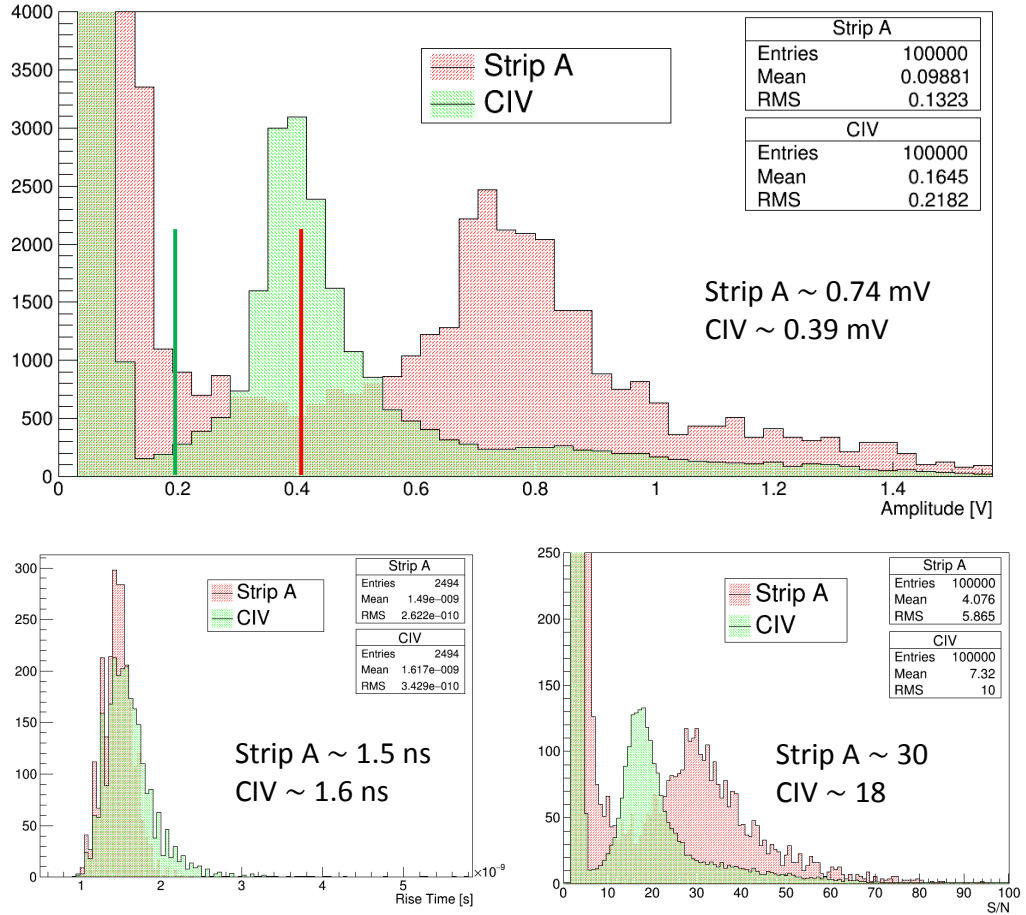 4000
3500
3000
2500
2000
1500
1000
500
0
0 0.2 0.4 0.6 0.8 1 1.2 1.4
Amplitude [V]
Strip A
CIV
Strip A
Entries 100000
Mean 0.09881
RMS 0.1323
CIV
Entries 100000
Mean 0.1645
RMS 0.2182
Strip A ~ 0.74 mV
CIV ~ 0.39 mV
300
250
200
150
100
50
0
1 2 3 4 5 ×10⁻⁹
Rise Time [s]
Strip A
CIV
Strip A
Entries 2494
Mean 1.49e−009
RMS 2.622e−010
CIV
Entries 2494
Mean 1.617e−009
RMS 3.429e−010
Strip A ~ 1.5 ns
CIV ~ 1.6 ns
250
200
150
100
50
0
0 10 20 30 40 50 60 70 80 90 100
S/N
Strip A
CIV
Strip A
Entries 100000
Mean 4.076
RMS 5.865
CIV
Entries 100000
Mean 7.32
RMS 10
Strip A ~ 30
CIV ~ 18